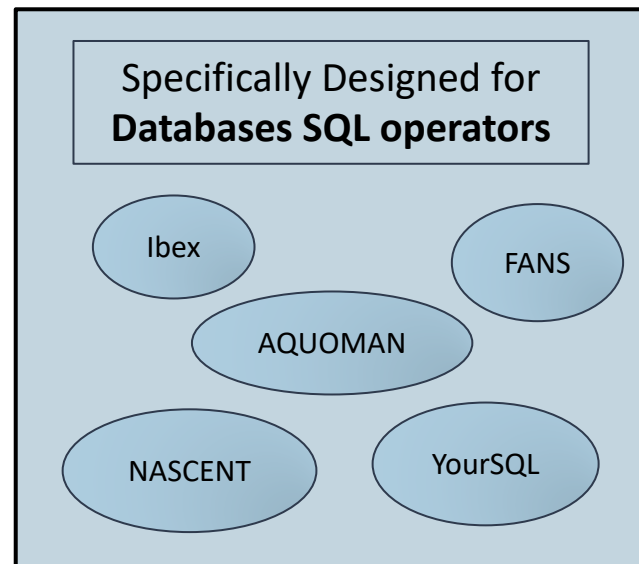 Specifically Designed for
Databases SQL operators
Ibex
FANS
AQUOMAN
NASCENT
YourSQL